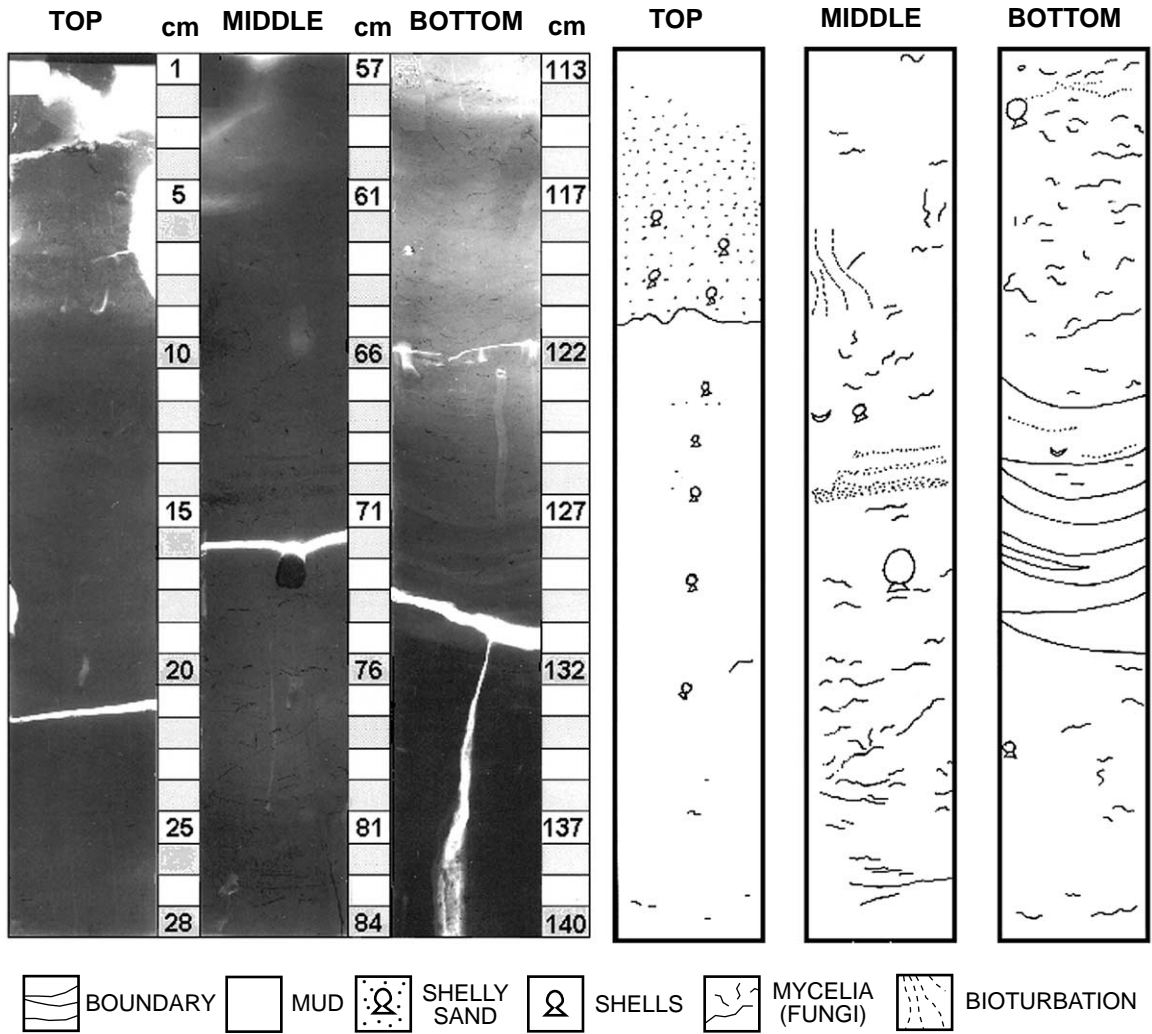 TOP cm MIDDLE cm BOTTOM cm TOP MIDDLE BOTTOM
1 57 113
5 61 117
10 66 122
15 71 127
20 76 132
25 81 137
28 84 140
BOUNDARY MUD SHELLY SAND SHELLS MYCELIA (FUNGI) BIOTURBATION